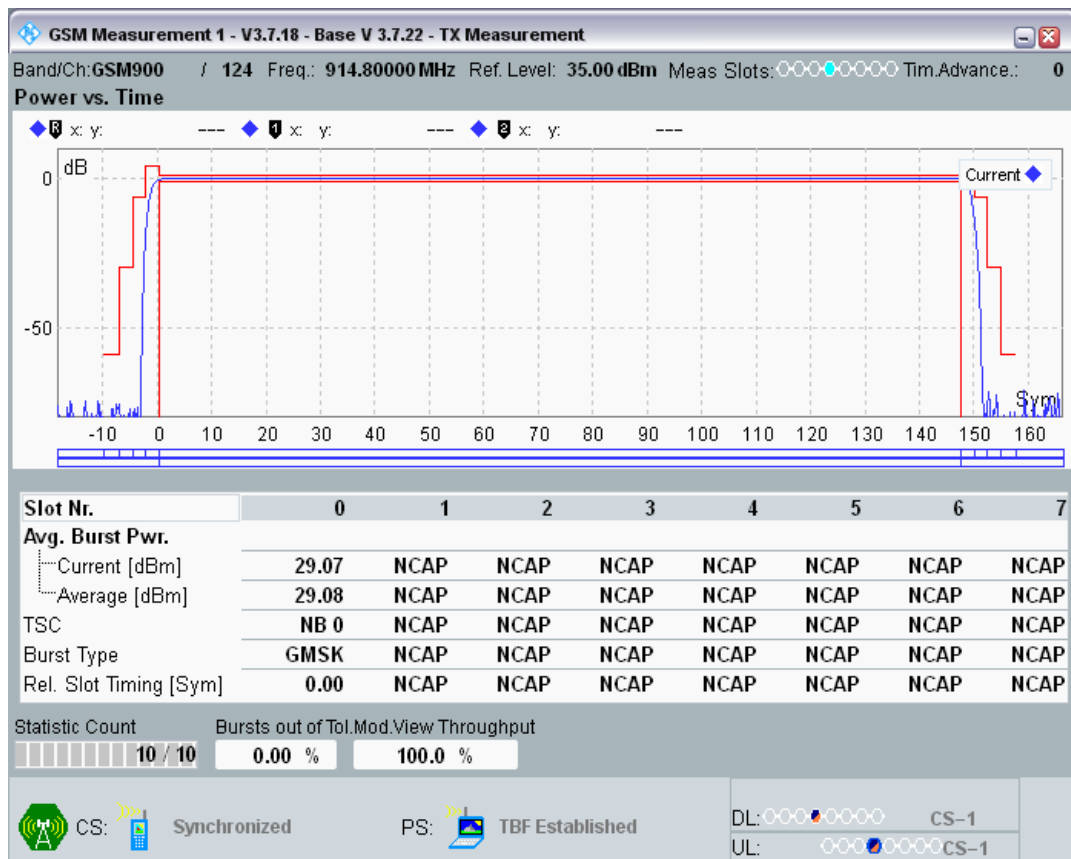 GSM Measurement 1 - V3.7.18 - Base V 3.7.22 - TX Measurement
Band/Ch:GSM900 / 124 Freq.: 914.80000 MHz Ref. Level: 35.00 dBm Meas Slots: Tim.Advance.: 0
Power vs. Time
R x: y: --- 1 x: y: --- 2 x: y: ---
dB
Current
0
-50
Sym
-10 0 10 20 30 40 50 60 70 80 90 100 110 120 130 140 150 160
Slot Nr. 0 1 2 3 4 5 6 7
Avg. Burst Pwr.
Current [dBm] 29.07 NCAP NCAP NCAP NCAP NCAP NCAP NCAP
Average [dBm] 29.08 NCAP NCAP NCAP NCAP NCAP NCAP NCAP
TSC NB 0 NCAP NCAP NCAP NCAP NCAP NCAP NCAP
Burst Type GMSK NCAP NCAP NCAP NCAP NCAP NCAP NCAP
Rel. Slot Timing [Sym] 0.00 NCAP NCAP NCAP NCAP NCAP NCAP NCAP
Statistic Count Bursts out of Tol.Mod.View Throughput
10 / 10 0.00 % 100.0 %
CS: Synchronized PS: TBF Established
DL: CS-1
UL: CS-1